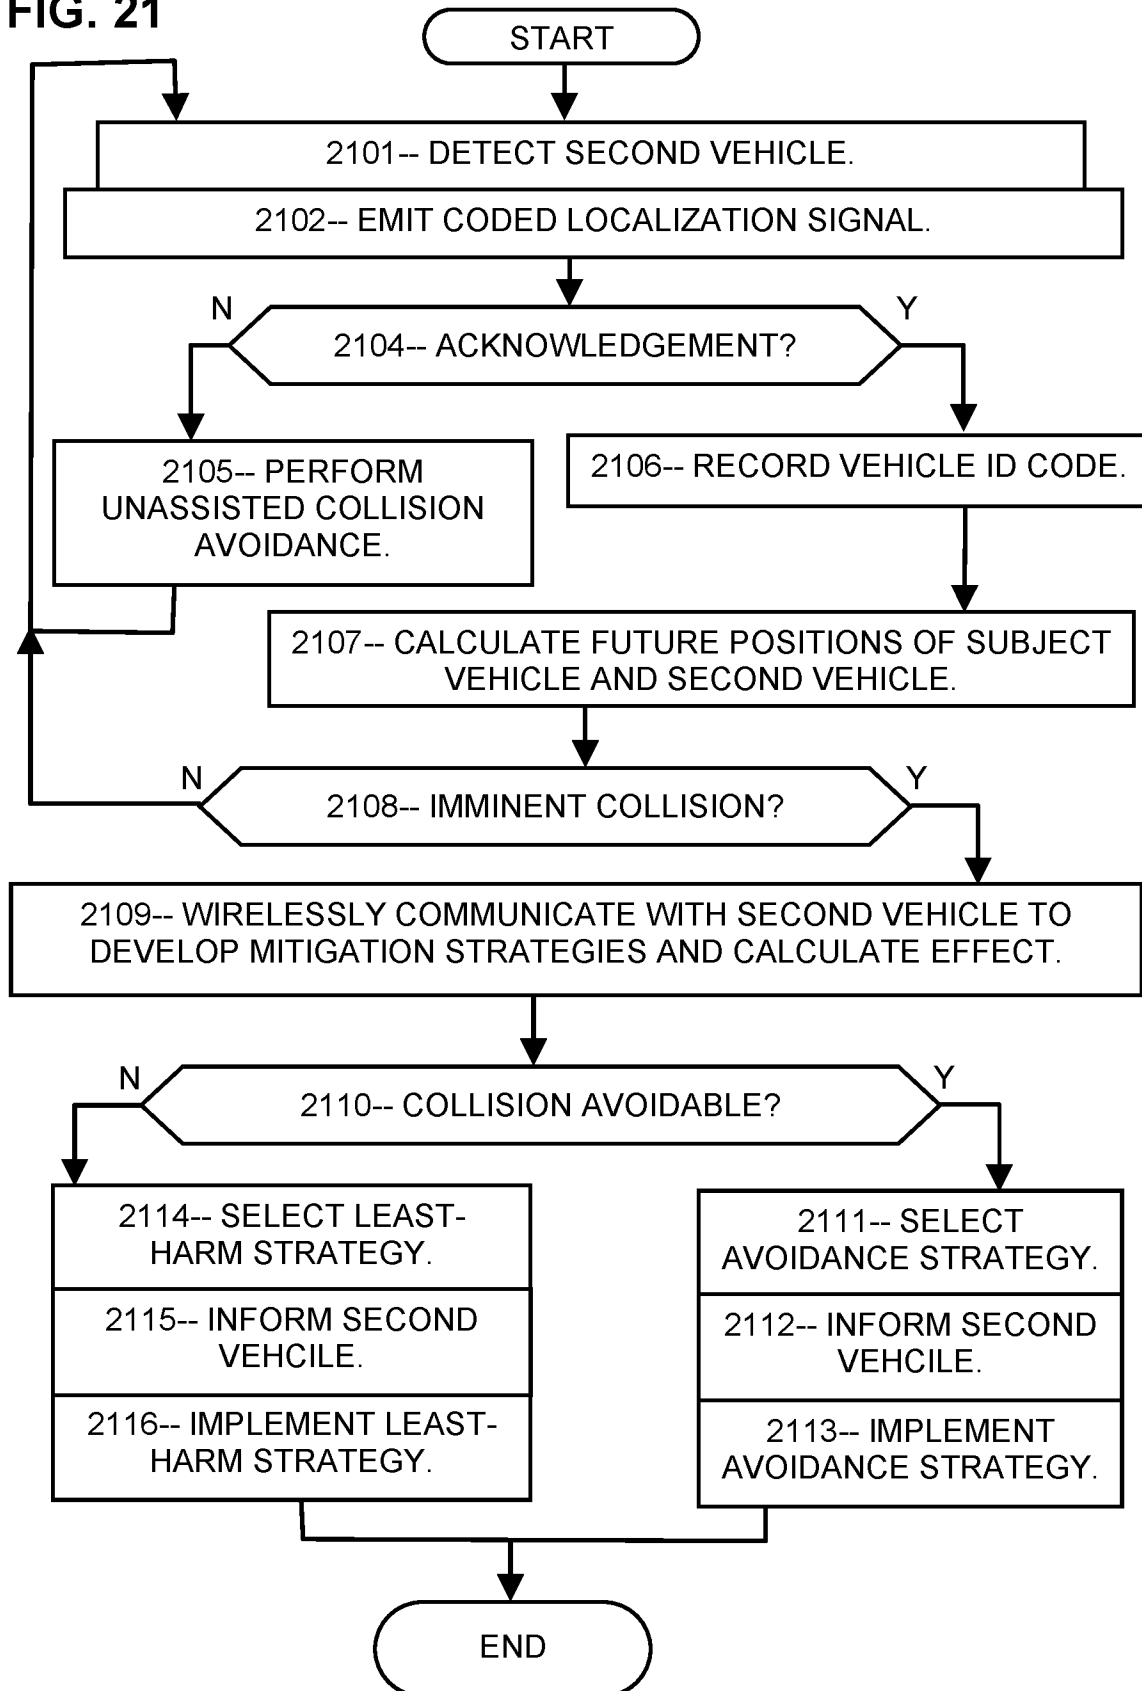 FIG. 21
START
2101-- DETECT SECOND VEHICLE.
2102-- EMIT CODED LOCALIZATION SIGNAL.
N
Y
2104-- ACKNOWLEDGEMENT?
2105-- PERFORM
UNASSISTED COLLISION
AVOIDANCE.
2106-- RECORD VEHICLE ID CODE.
2107-- CALCULATE FUTURE POSITIONS OF SUBJECT
VEHICLE AND SECOND VEHICLE.
N
Y
2108-- IMMINENT COLLISION?
2109-- WIRELESSLY COMMUNICATE WITH SECOND VEHICLE TO
DEVELOP MITIGATION STRATEGIES AND CALCULATE EFFECT.
N
Y
2110-- COLLISION AVOIDABLE?
2114-- SELECT LEAST-
HARM STRATEGY.
2115-- INFORM SECOND
VEHCILE.
2116-- IMPLEMENT LEAST-
HARM STRATEGY.
2111-- SELECT
AVOIDANCE STRATEGY.
2112-- INFORM SECOND
VEHCILE.
2113-- IMPLEMENT
AVOIDANCE STRATEGY.
END